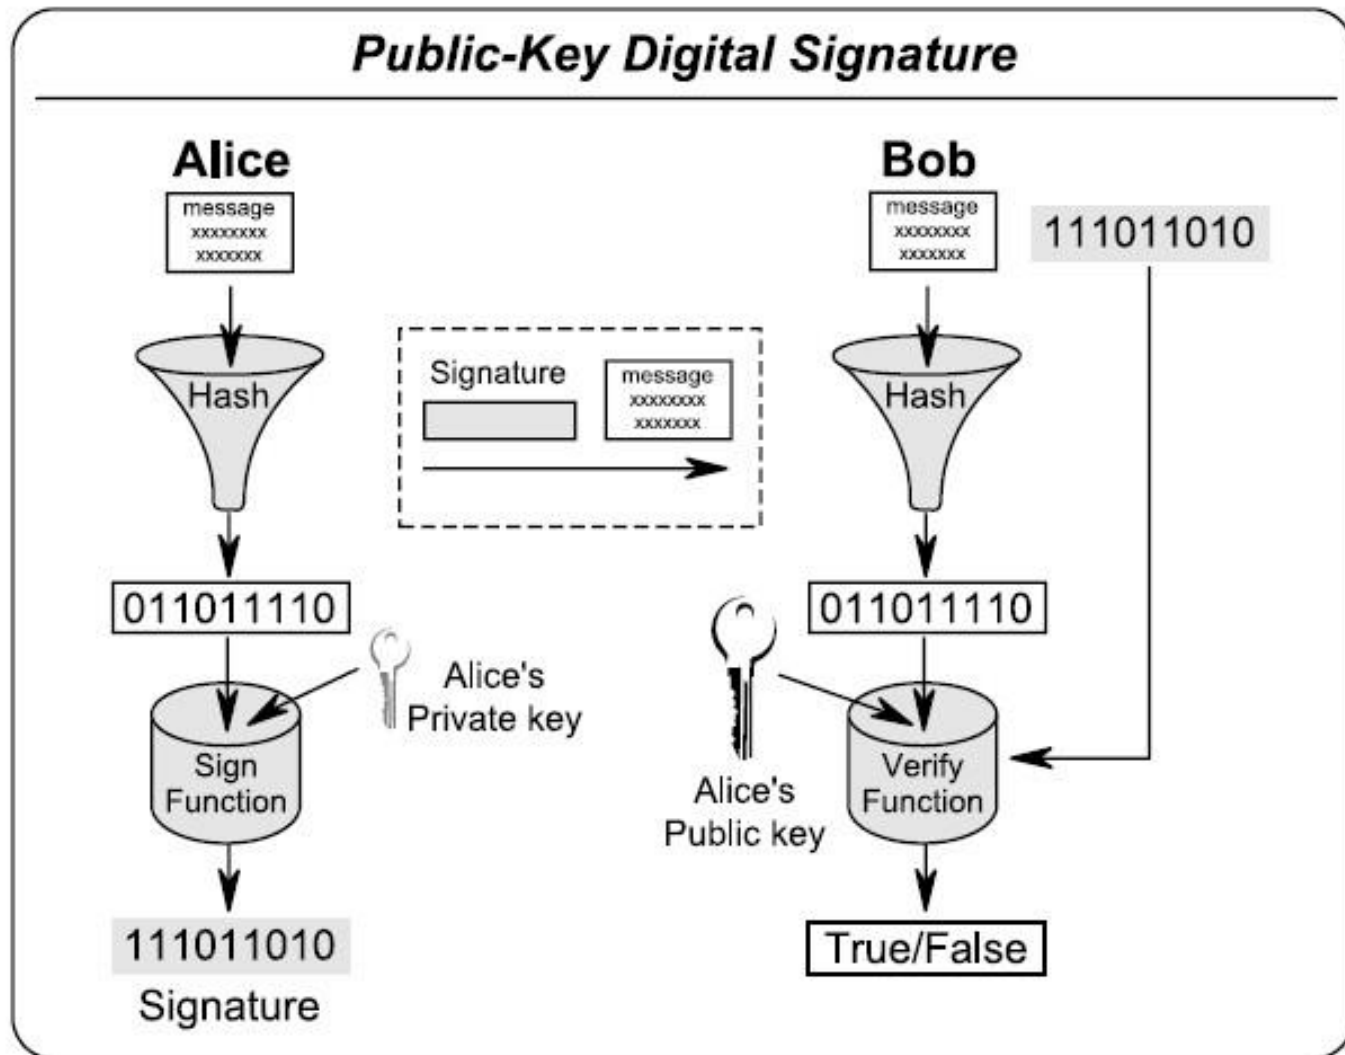 Public-Key Digital Signature
Alice
message
xxxxxxxx
xxxxxxx
Hash
011011110
Alice's
Private key
Sign
Function
111011010
Signature
Signature
message
xxxxxxxx
xxxxxxx
Bob
message
xxxxxxxx
xxxxxxx
111011010
Hash
011011110
Alice's
Public key
Verify
Function
True/False